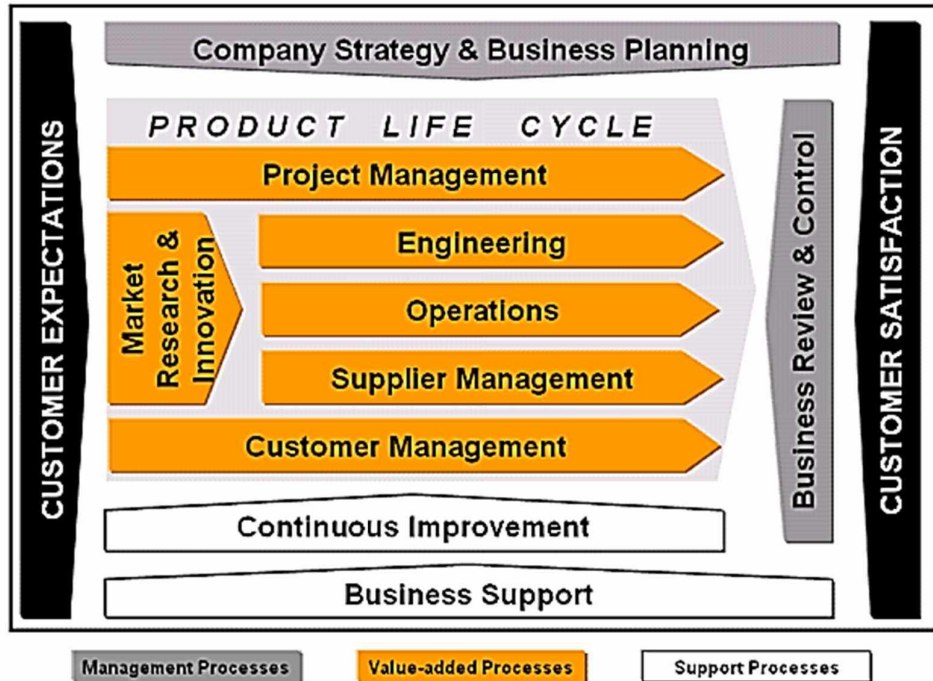 Company Strategy & Business Planning
CUSTOMER EXPECTATIONS
PRODUCT LIFE CYCLE
Project Management
Market
Research &
Innovation
Engineering
Operations
Supplier Management
Customer Management
Business Review & Control
CUSTOMER SATISFACTION
Continuous Improvement
Business Support
Management Processes
Value-added Processes
Support Processes